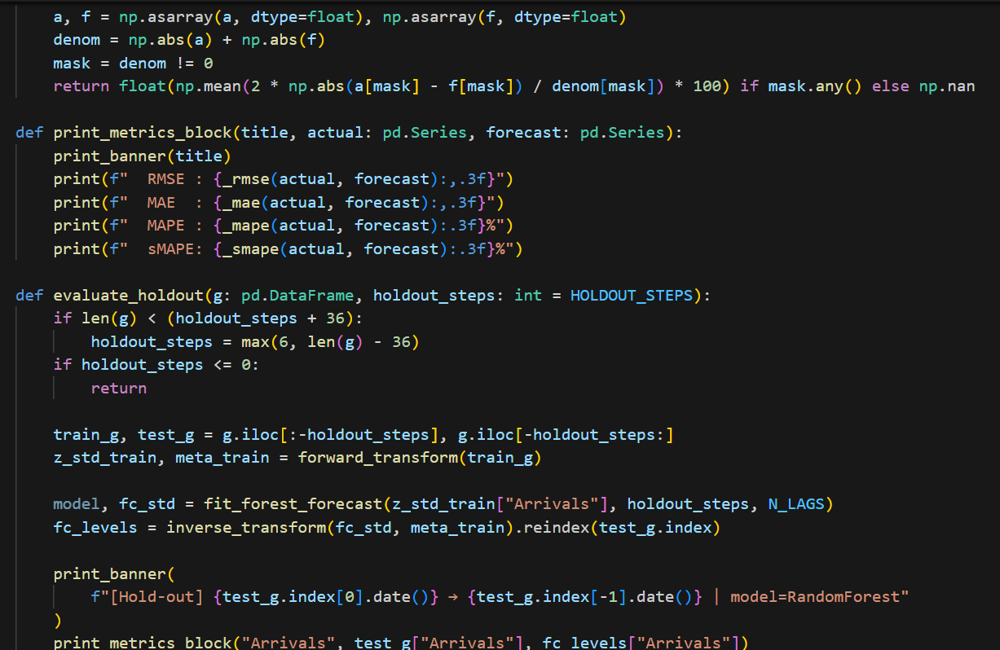 a, f = np.asarray(a, dtype=float), np.asarray(f, dtype=float)
    denom = np.abs(a) + np.abs(f)
    mask = denom != 0
    return float(np.mean(2 * np.abs(a[mask] - f[mask]) / denom[mask]) * 100) if mask.any() else np.nan

def print_metrics_block(title, actual: pd.Series, forecast: pd.Series):
    print_banner(title)
    print(f"  RMSE : {_rmse(actual, forecast):,.3f}")
    print(f"  MAE  : {_mae(actual, forecast):,.3f}")
    print(f"  MAPE : {_mape(actual, forecast):.3f}%")
    print(f"  sMAPE: {_smape(actual, forecast):.3f}%")

def evaluate_holdout(g: pd.DataFrame, holdout_steps: int = HOLDOUT_STEPS):
    if len(g) < (holdout_steps + 36):
        holdout_steps = max(6, len(g) - 36)
    if holdout_steps <= 0:
        return

    train_g, test_g = g.iloc[:-holdout_steps], g.iloc[-holdout_steps:]
    z_std_train, meta_train = forward_transform(train_g)

    model, fc_std = fit_forest_forecast(z_std_train["Arrivals"], holdout_steps, N_LAGS)
    fc_levels = inverse_transform(fc_std, meta_train).reindex(test_g.index)

    print_banner(
        f"[Hold-out] {test_g.index[0].date()} → {test_g.index[-1].date()} | model=RandomForest"
    )
    print_metrics_block("Arrivals", test_g["Arrivals"], fc_levels["Arrivals"])